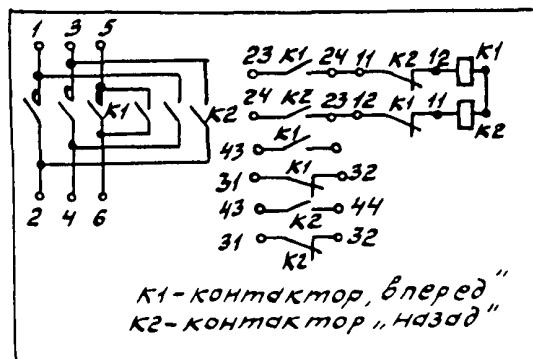 1 3 5
K1 K2
2 4 6
23 K1 24 11 K2 12 K1
24 K2 23 12 K1 11 K2
43 K1
31 K1 32
43 K2 44
31 K2 32
K1-контактор „вперед"
K2-контактор „назад"